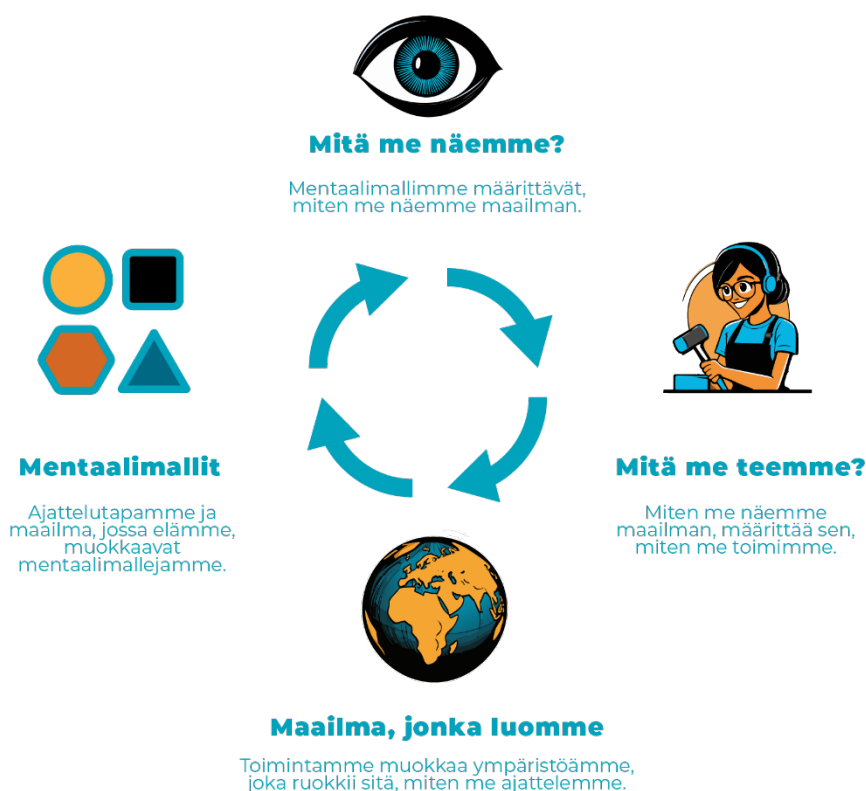 Mitä me näemme?
Mentaalimallimme määrittävät,
miten me näemme maailman.
Mitä me teemme?
Miten me näemme
maailman, määrittää sen,
miten me toimimme.
Maailma, jonka luomme
Toimintamme muokkaa ympäristöämme,
joka ruokkii sitä, miten me ajattelemme.
Mentaalimallit
Ajattelutapamme ja
maailma, jossa elämme,
muokkaavat
mentaalimallejamme.